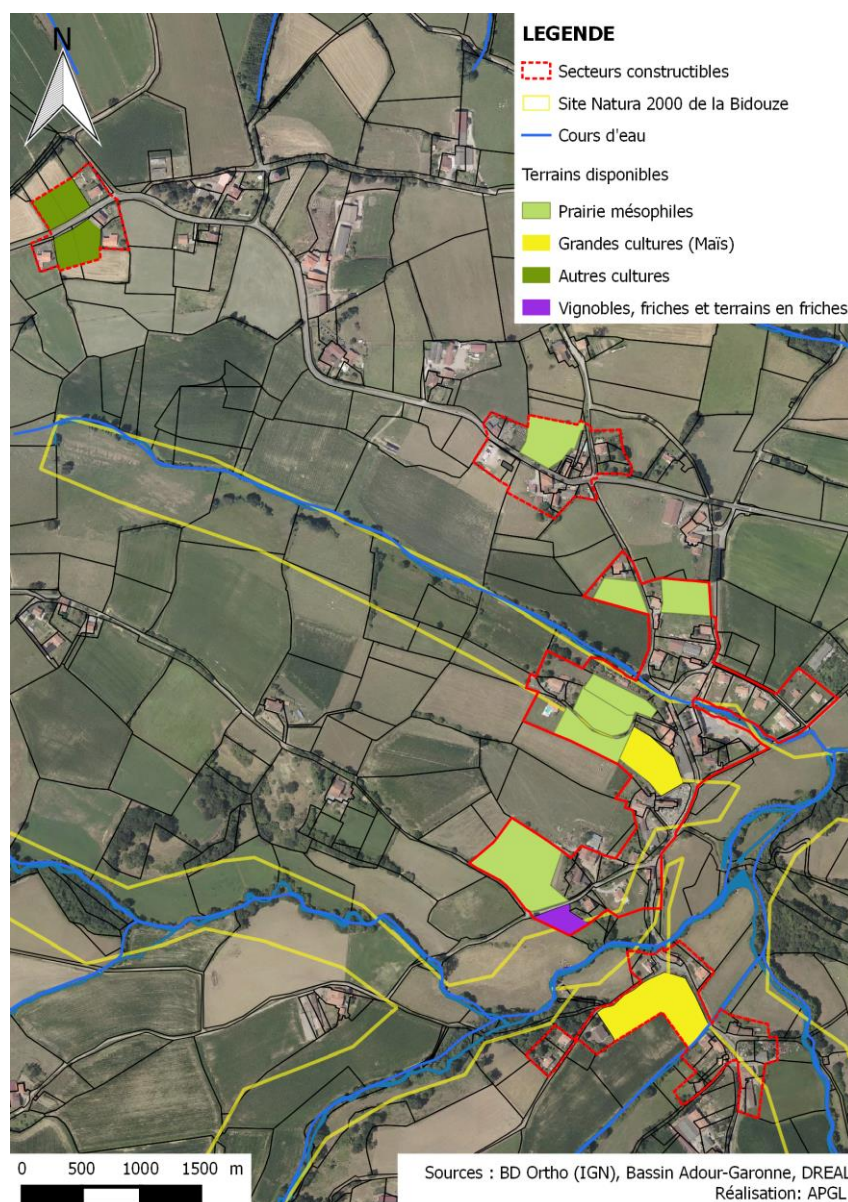 N
LEGENDE
Secteurs constructibles
Site Natura 2000 de la Bidouze
Cours d'eau
Terrains disponibles
Prairie mésophiles
Grandes cultures (Maïs)
Autres cultures
Vignobles, friches et terrains en friches
0 500 1000 1500 m
Sources : BD Ortho (IGN), Bassin Adour-Garonne, DREAL
Réalisation: APGL